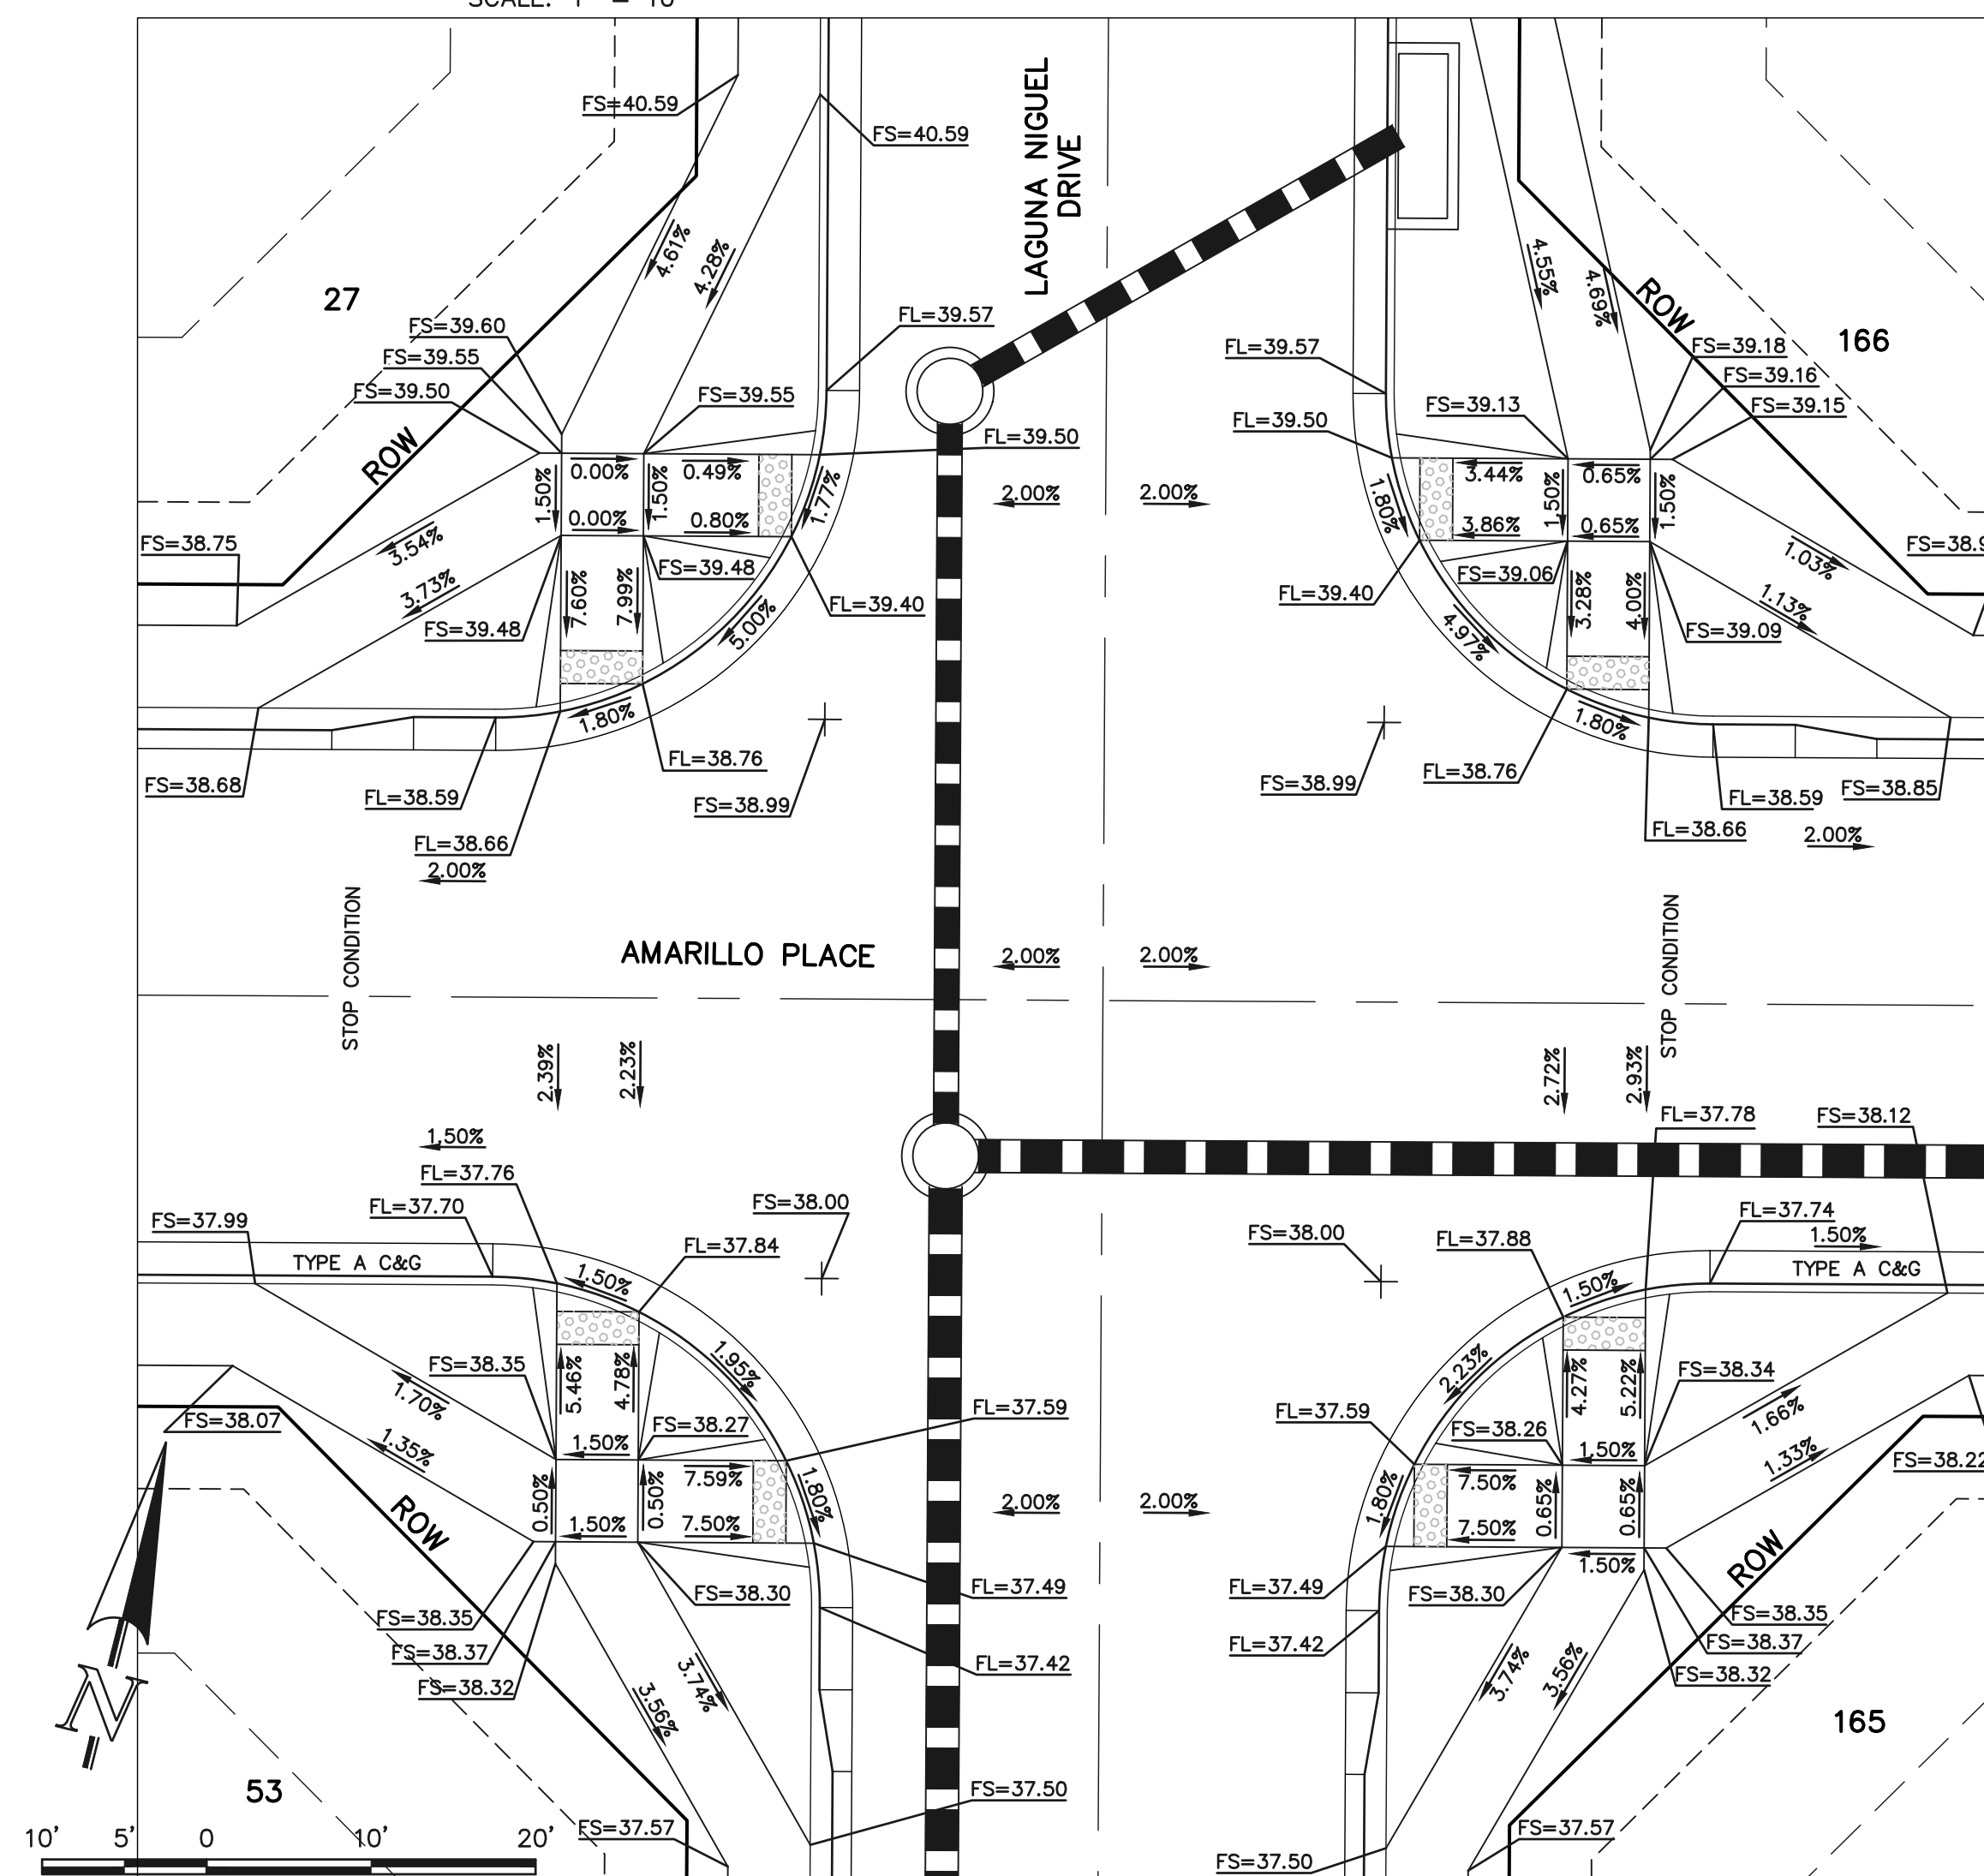 FS=40.59
FS=40.59
LAGUNA NIGUEL
DRIVE
27
4.61%
4.28%
4.55%
4.69%
ROW
166
FS=39.60
FS=39.55
FS=39.50
FL=39.57
FL=39.57
FS=39.18
FS=39.16
FS=39.15
ROW
FS=39.55
FL=39.50
FL=39.50
FS=39.13
0.00%
0.49%
1.50%
1.50%
0.00%
0.80%
1.77%
2.00%
2.00%
1.80%
3.44%
0.65%
1.50%
1.50%
3.86%
0.65%
FS=38.75
3.54%
3.73%
FS=39.48
FS=39.48
7.60%
7.99%
5.00%
FL=39.40
FL=39.40
FS=39.06
4.97%
3.28%
4.00%
FS=39.09
1.03%
1.13%
FS=38.9
1.80%
1.80%
FS=38.68
FL=38.59
FL=38.66
2.00%
FL=38.76
FS=38.99
FS=38.99
FL=38.76
FL=38.59
FS=38.85
FL=38.66
2.00%
STOP CONDITION
AMARILLO PLACE
2.00%
2.00%
STOP CONDITION
2.39%
2.23%
2.72%
2.93%
1.50%
FL=37.76
FL=37.70
FS=37.99
FS=38.00
FL=37.84
FL=37.78
FS=38.12
FS=38.00
FL=37.88
FL=37.74
1.50%
TYPE A C&G
1.50%
1.50%
TYPE A C&G
FS=38.35
1.70%
1.35%
FS=38.07
5.46%
4.78%
1.95%
FS=38.27
FL=37.59
1.50%
7.59%
0.50%
0.50%
1.50%
7.50%
1.80%
2.00%
2.00%
FL=37.59
2.23%
FS=38.26
4.27%
5.22%
FS=38.34
1.66%
1.33%
FS=38.22
1.50%
7.50%
1.80%
7.50%
0.65%
0.65%
1.50%
ROW
ROW
FS=38.30
FL=37.49
FL=37.49
FS=38.30
FS=38.35
FS=38.37
FS=38.32
FL=37.42
FL=37.42
FS=38.35
FS=38.37
FS=38.32
N
3.56%
3.74%
3.74%
3.56%
165
53
FS=37.50
FS=37.57
FS=37.57
FS=37.50
10' 5' 0 10' 20'